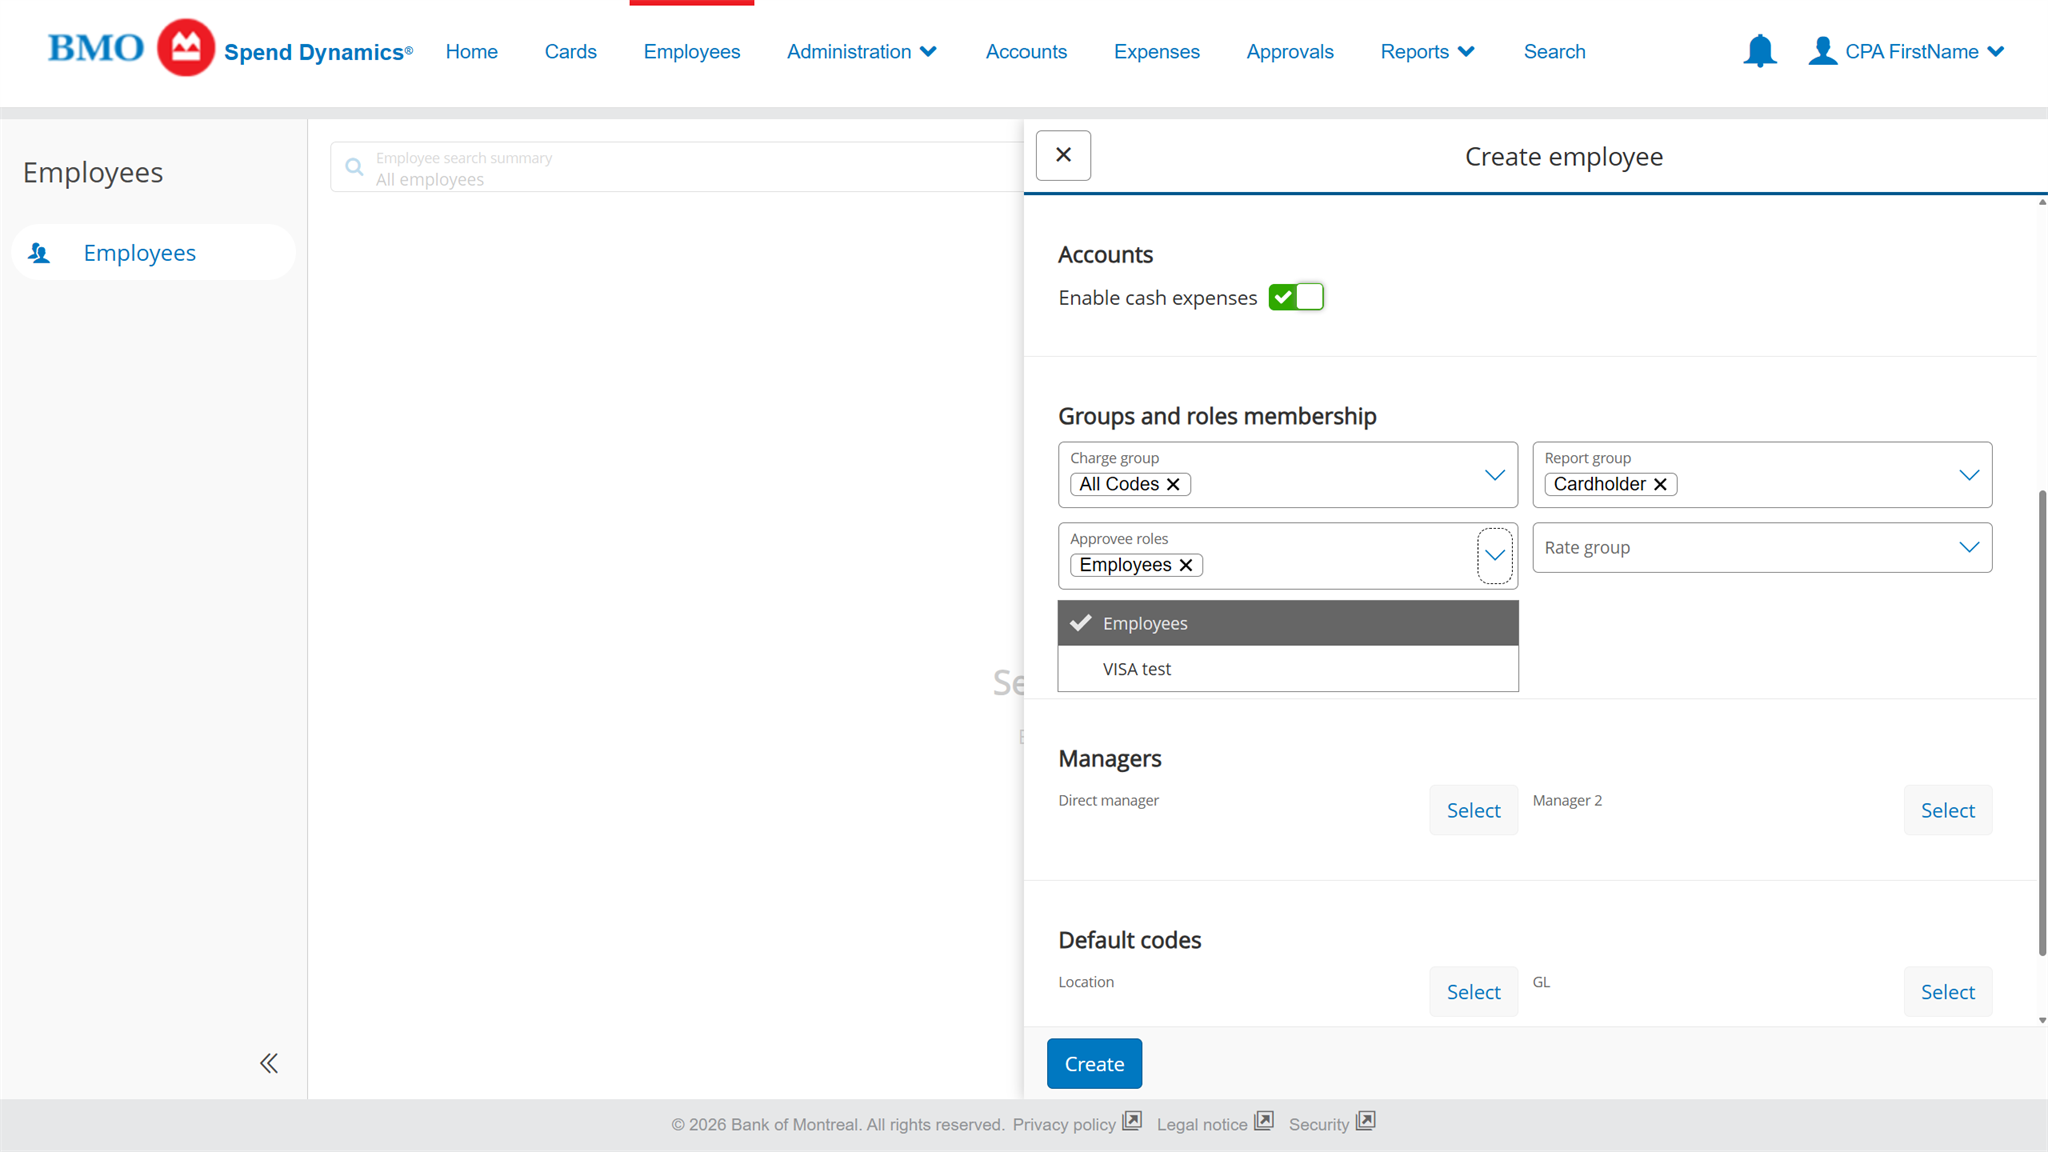 BMO Spend Dynamics®
Home
Cards
Employees
Administration
Accounts
Expenses
Approvals
Reports
Search
CPA FirstName
Employees
Employees
Employee search summary
All employees
Se
E
Create employee
Accounts
Enable cash expenses
Groups and roles membership
Charge group
All Codes
Report group
Cardholder
Approvee roles
Employees
Rate group
Employees
VISA test
Managers
Direct manager
Select
Manager 2
Select
Default codes
Location
Select
GL
Select
Create
© 2026 Bank of Montreal. All rights reserved. Privacy policy Legal notice Security